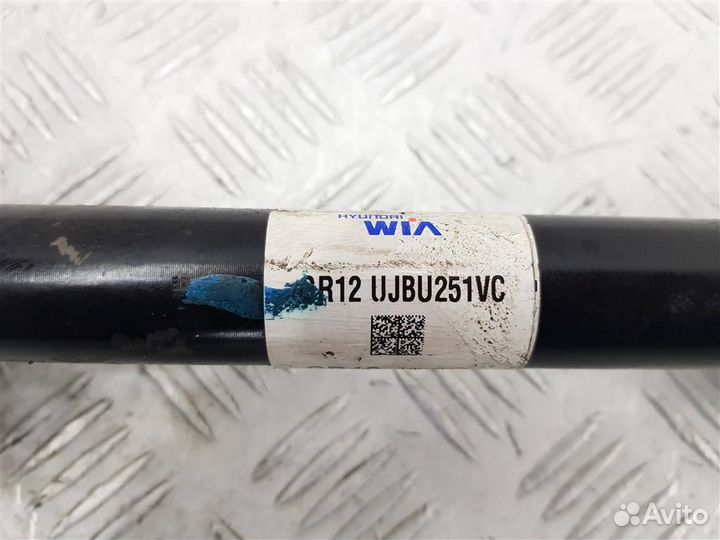 HYUNDAI
WIA
R12 UJBU251VC
Avito